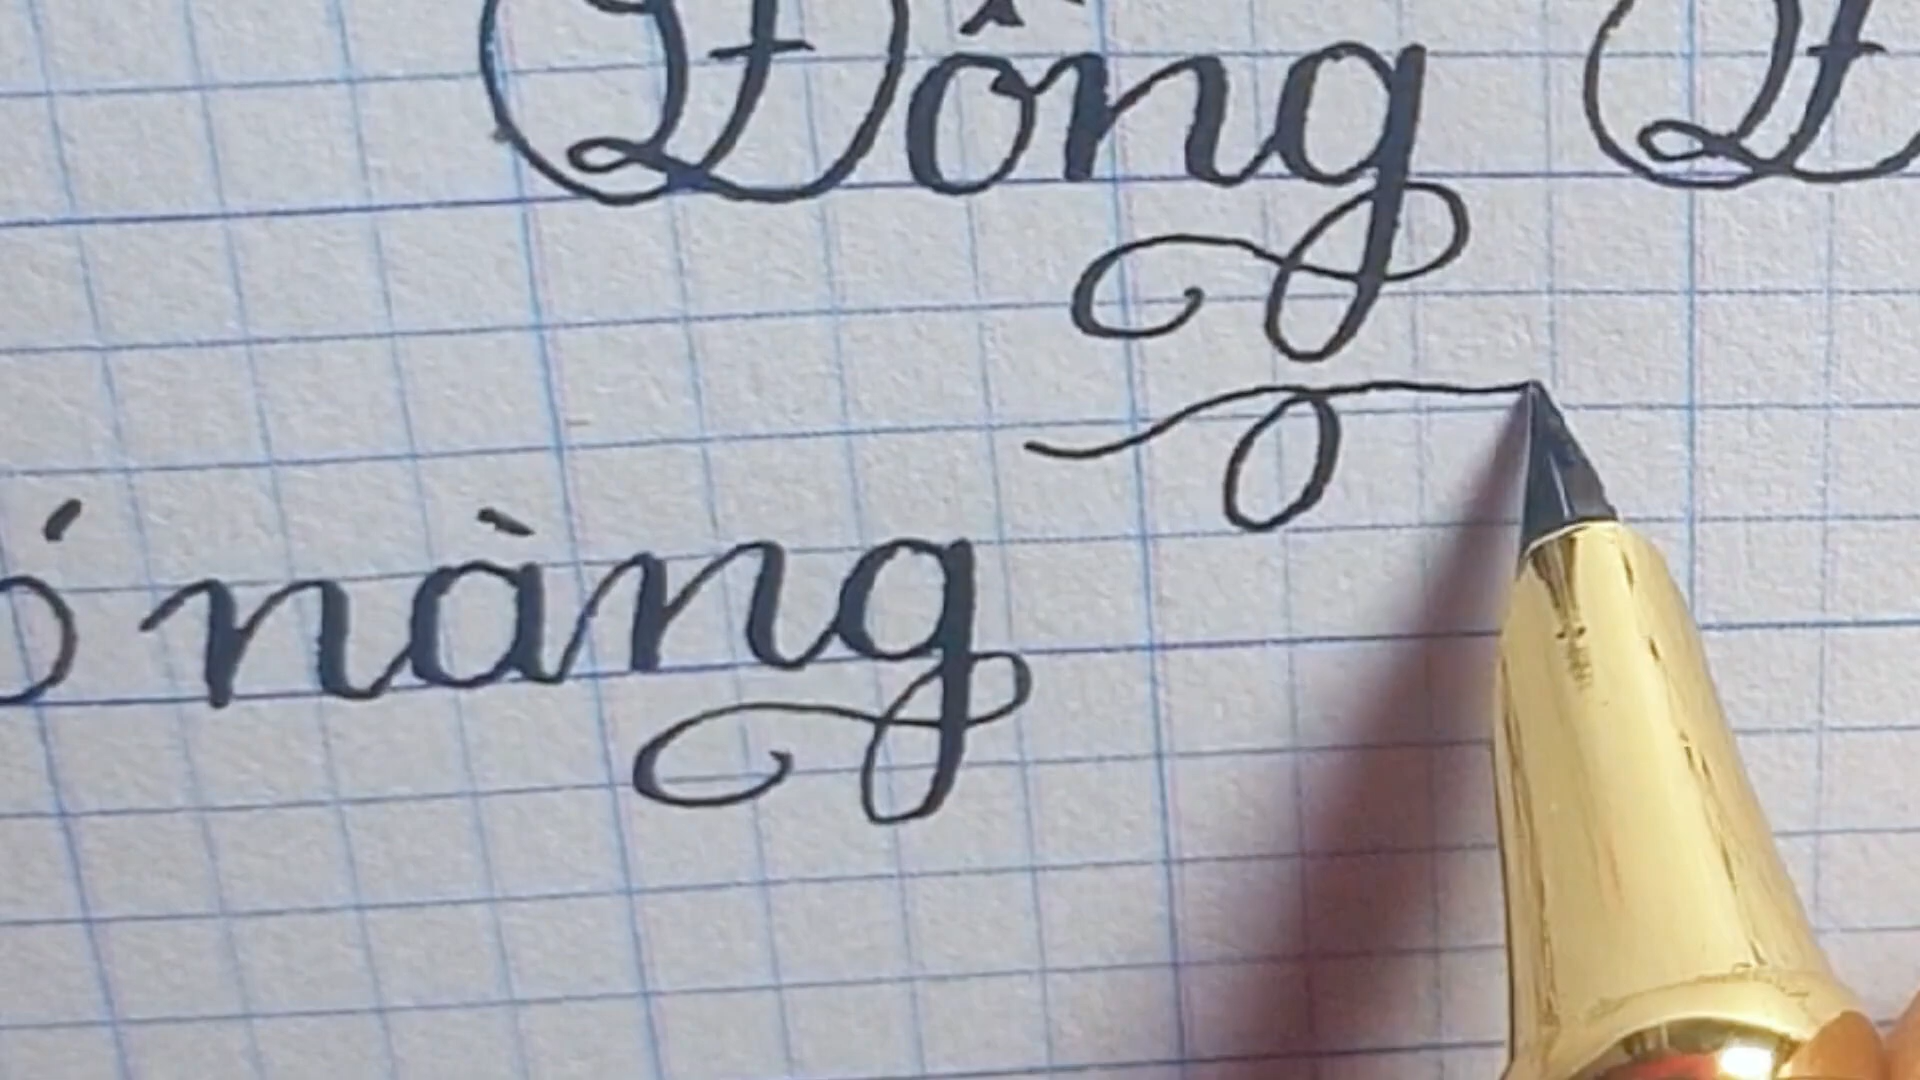 Đồng Đ
ó nàng